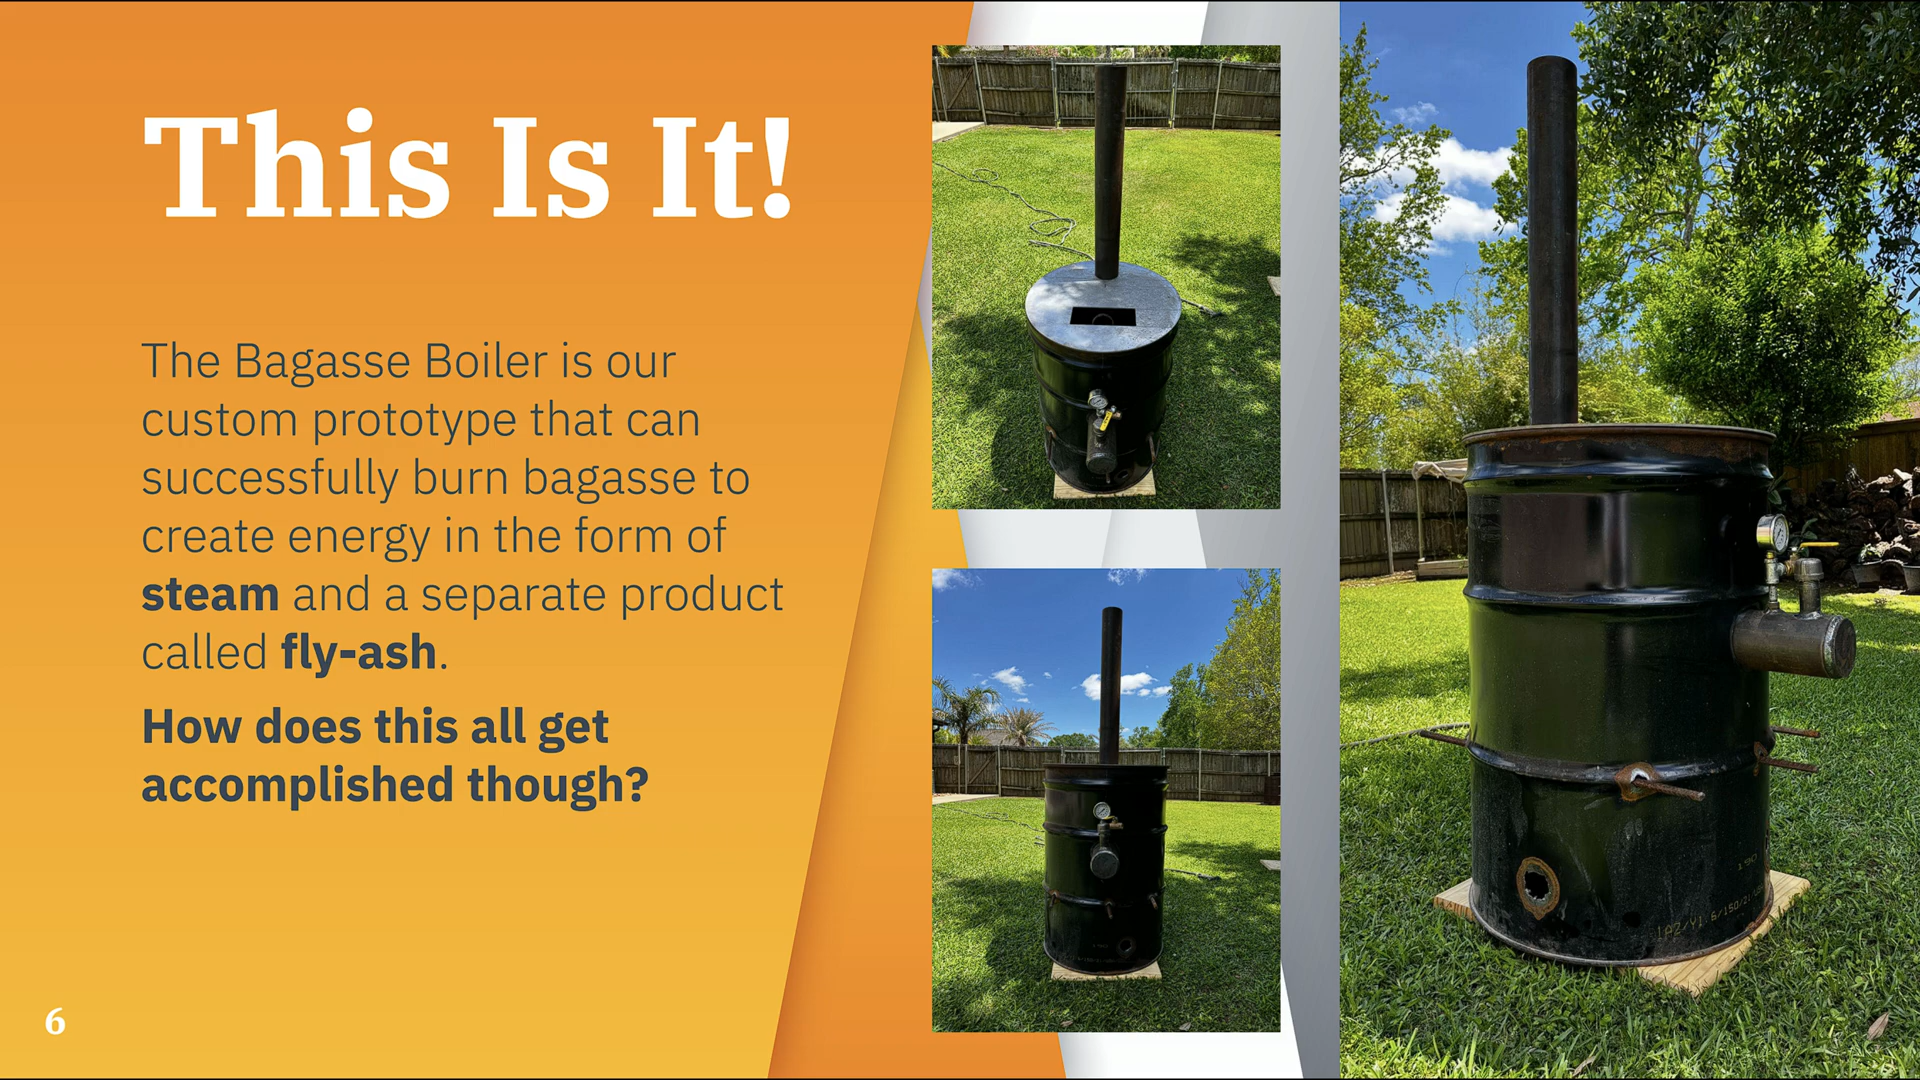 This Is It!
The Bagasse Boiler is our
custom prototype that can
successfully burn bagasse to
create energy in the form of
steam and a separate product
called fly-ash.
How does this all get
accomplished though?
6